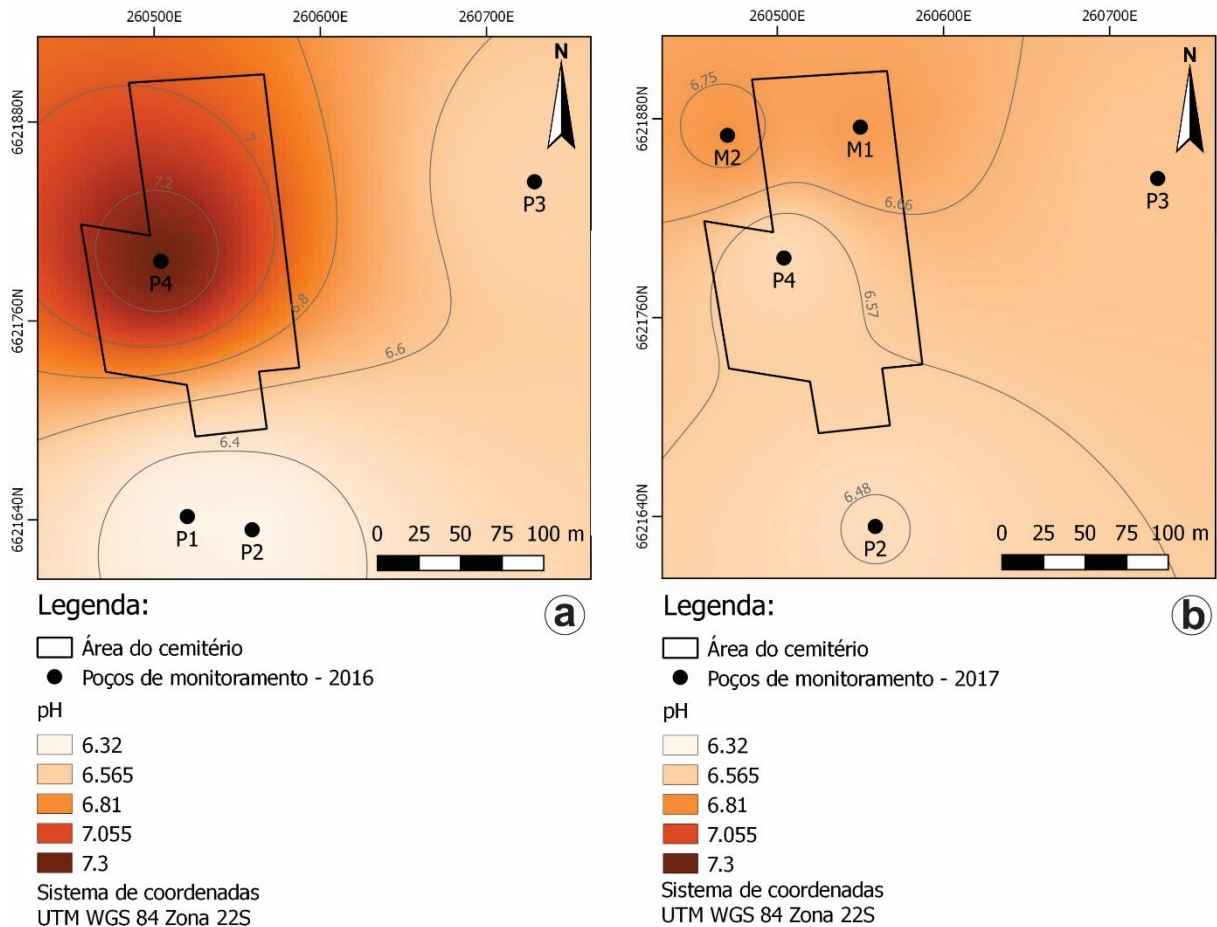 260500E 260600E 260700E
6621880N
6621760N
6621640N
N
7
7.2
6.8
6.6
6.4
P4
P3
P1
P2
0 25 50 75 100 m
Legenda:
a
Área do cemitério
Poços de monitoramento - 2016
pH
6.32
6.565
6.81
7.055
7.3
Sistema de coordenadas
UTM WGS 84 Zona 22S
260500E 260600E 260700E
6621880N
6621760N
6621640N
N
6.75
M2
M1
P3
6.66
P4
6.57
6.48
P2
0 25 50 75 100 m
Legenda:
b
Área do cemitério
Poços de monitoramento - 2017
pH
6.32
6.565
6.81
7.055
7.3
Sistema de coordenadas
UTM WGS 84 Zona 22S